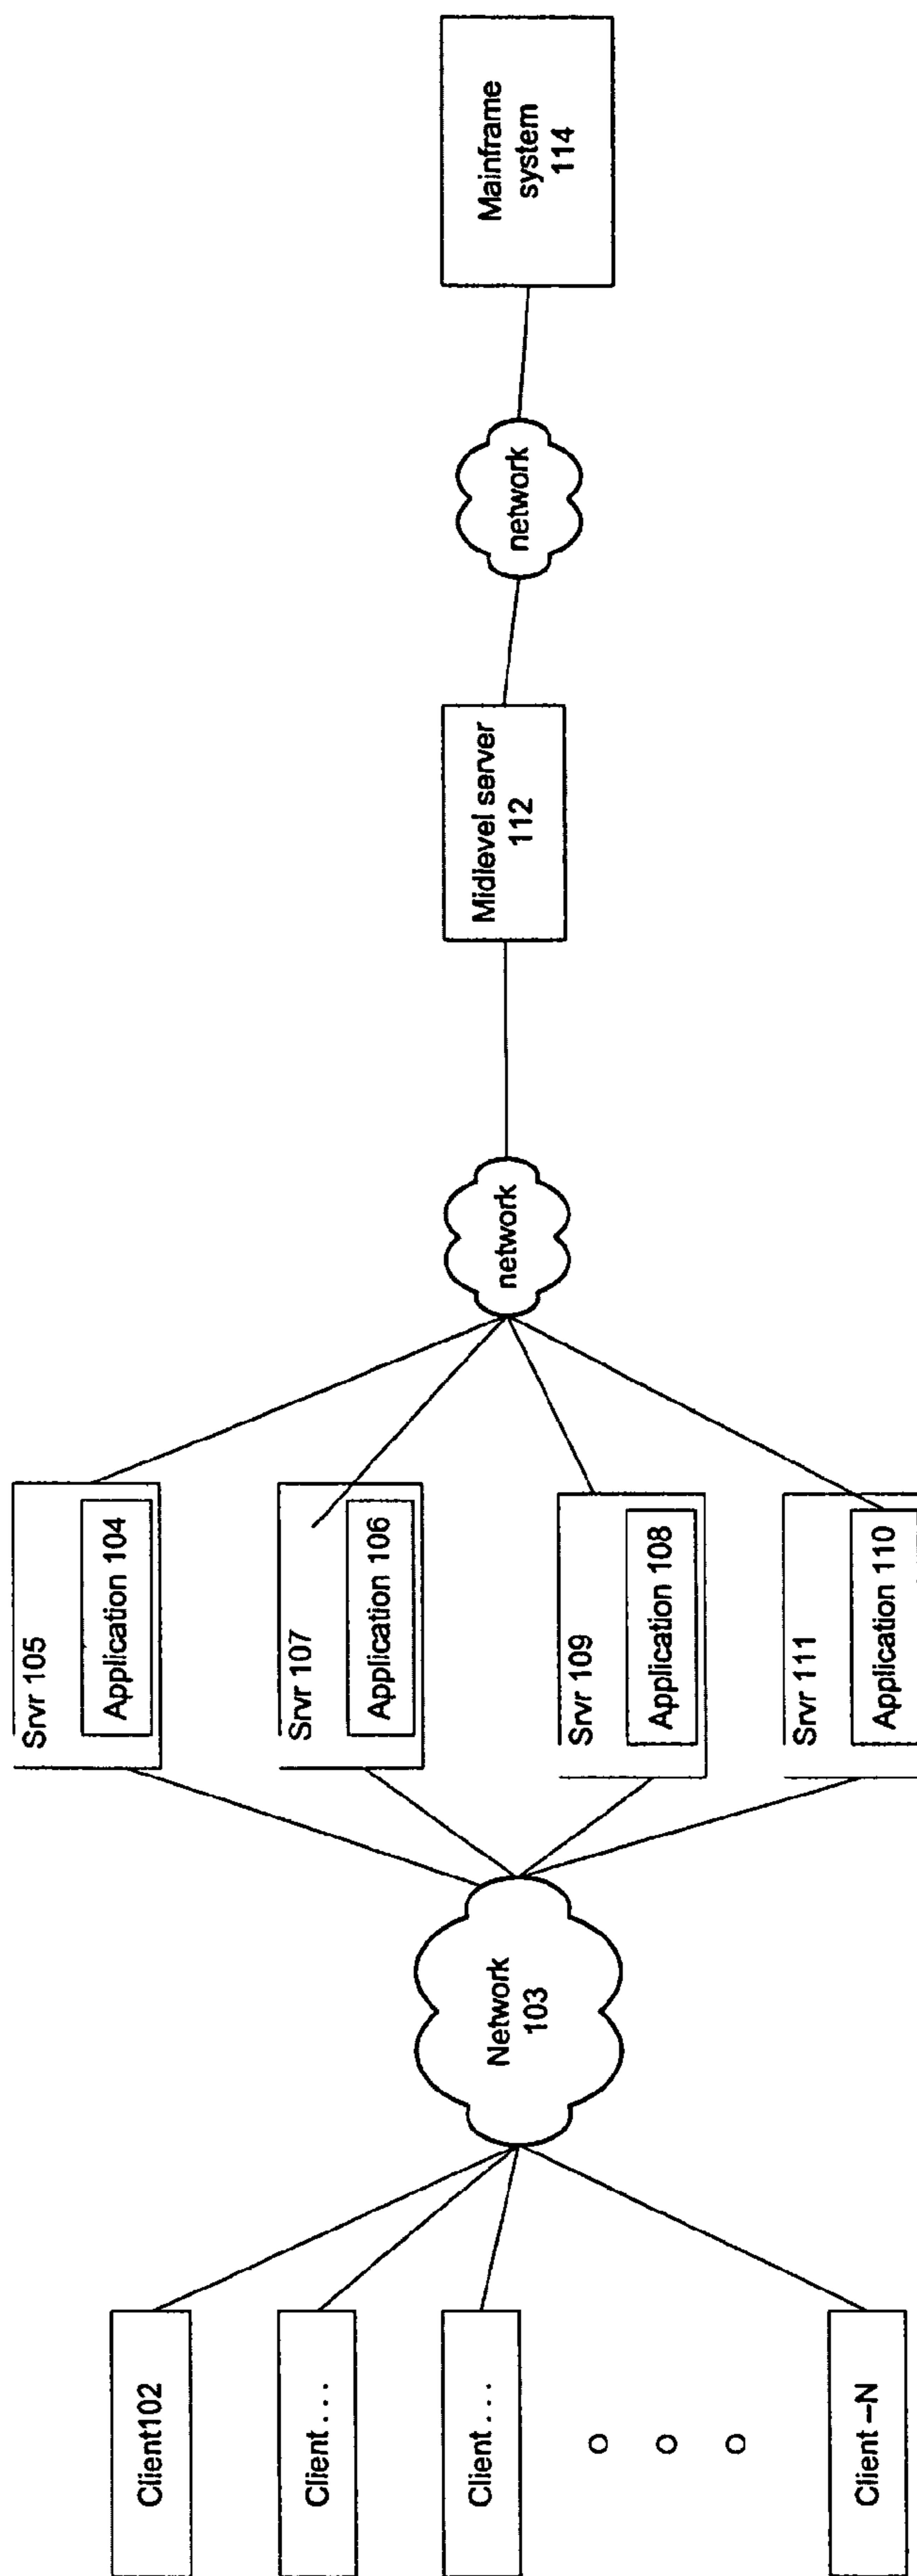 Client102
Client . . .
Client . . .
Client –N
Network
103
Srvr 105
Application 104
Srvr 107
Application 106
Srvr 109
Application 108
Srvr 111
Application 110
network
Midlevel server
112
network
Mainframe
system
114